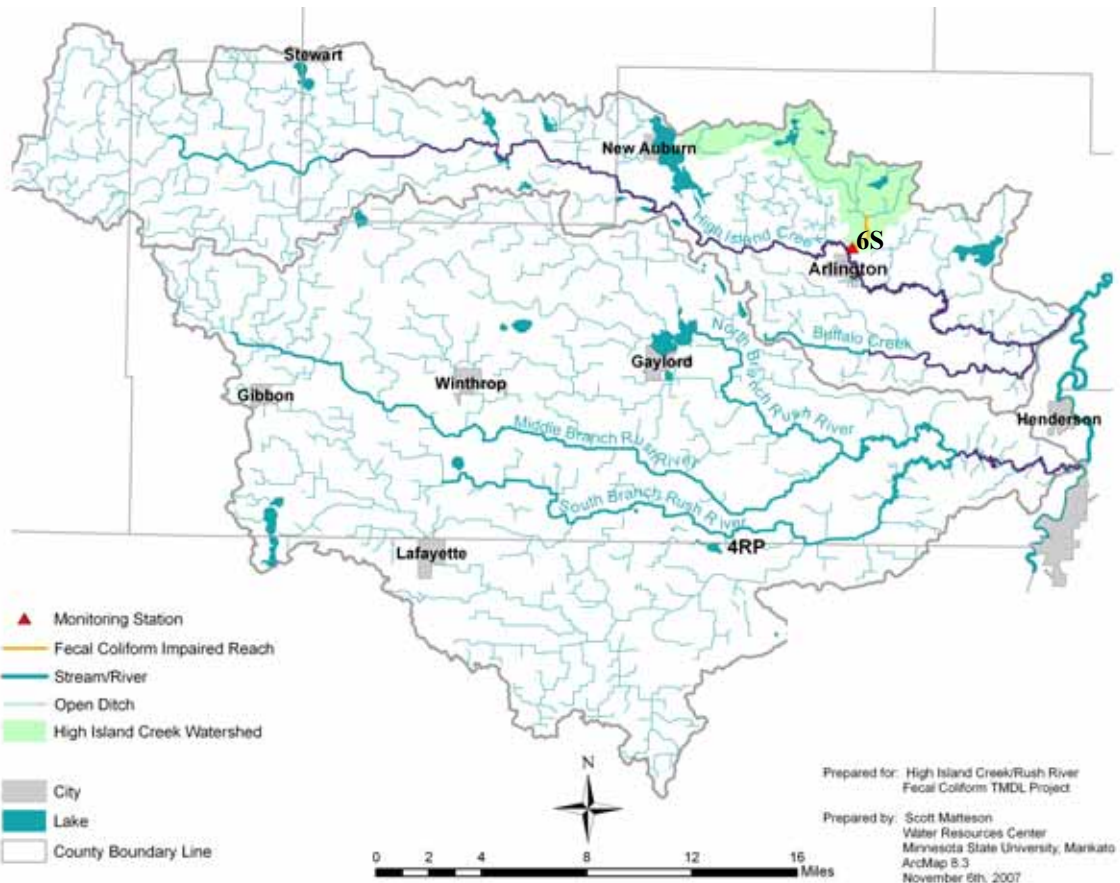 Stewart
New Auburn
High Island Creek
6S
Arlington
Buffalo Creek
North Branch Rush River
Gaylord
Winthrop
Gibbon
Henderson
Middle Branch Rush River
South Branch Rush River
4RP
Lafayette
Monitoring Station
Fecal Coliform Impaired Reach
Stream/River
Open Ditch
High Island Creek Watershed
City
Lake
County Boundary Line
N
0 2 4 8 12 16
Miles
Prepared for: High Island Creek/Rush River
Fecal Coliform TMDL Project
Prepared by: Scott Matteson
Water Resources Center
Minnesota State University, Mankato
ArcMap 8.3
November 6th, 2007